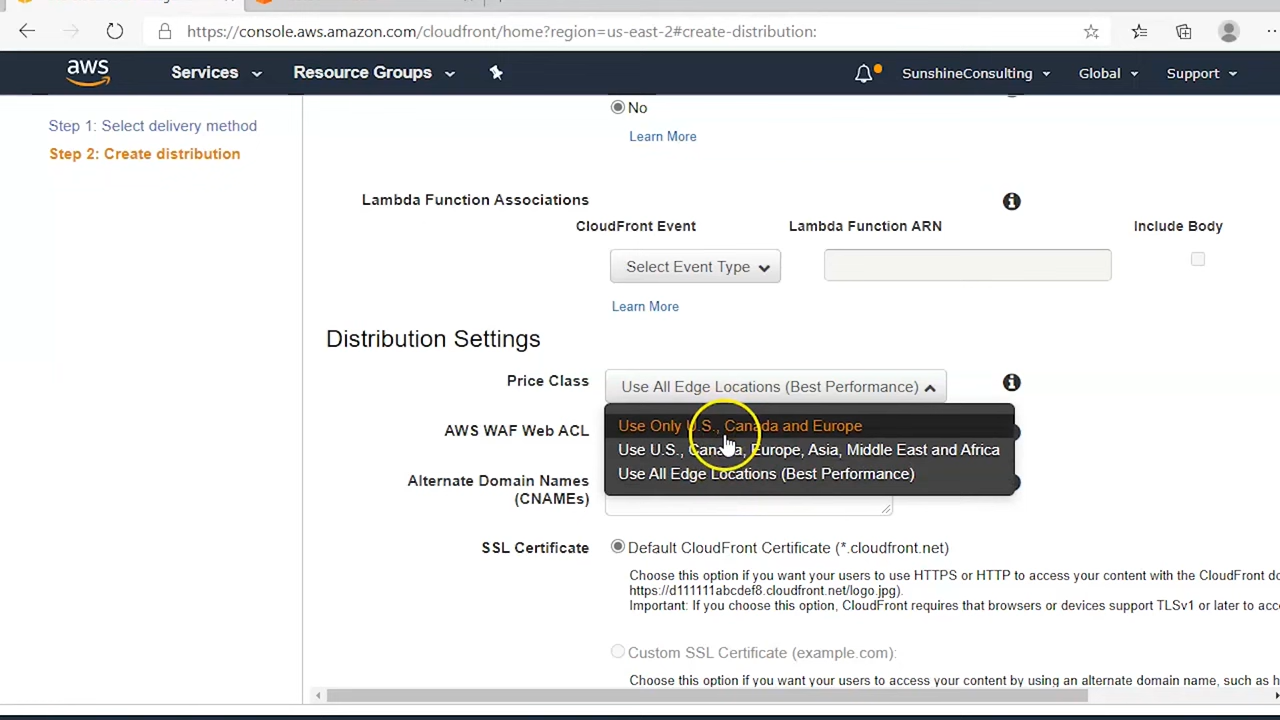 https://console.aws.amazon.com/cloudfront/home?region=us-east-2#create-distribution:
aws
Services
Resource Groups
SunshineConsulting
Global
Support
Step 1: Select delivery method
Step 2: Create distribution
No
Learn More
Lambda Function Associations
CloudFront Event
Lambda Function ARN
Include Body
Select Event Type
Learn More
Distribution Settings
Price Class
Use All Edge Locations (Best Performance)
Use Only U.S., Canada and Europe
AWS WAF Web ACL
Use U.S., Canada, Europe, Asia, Middle East and Africa
Use All Edge Locations (Best Performance)
Alternate Domain Names
(CNAMEs)
SSL Certificate
Default CloudFront Certificate (*.cloudfront.net)
Choose this option if you want your users to use HTTPS or HTTP to access your content with the CloudFront do
https://d111111abcdef8.cloudfront.net/logo.jpg).
Important: If you choose this option, CloudFront requires that browsers or devices support TLSv1 or later to acce
Custom SSL Certificate (example.com):
Choose this option if you want your users to access your content by using an alternate domain name, such as h